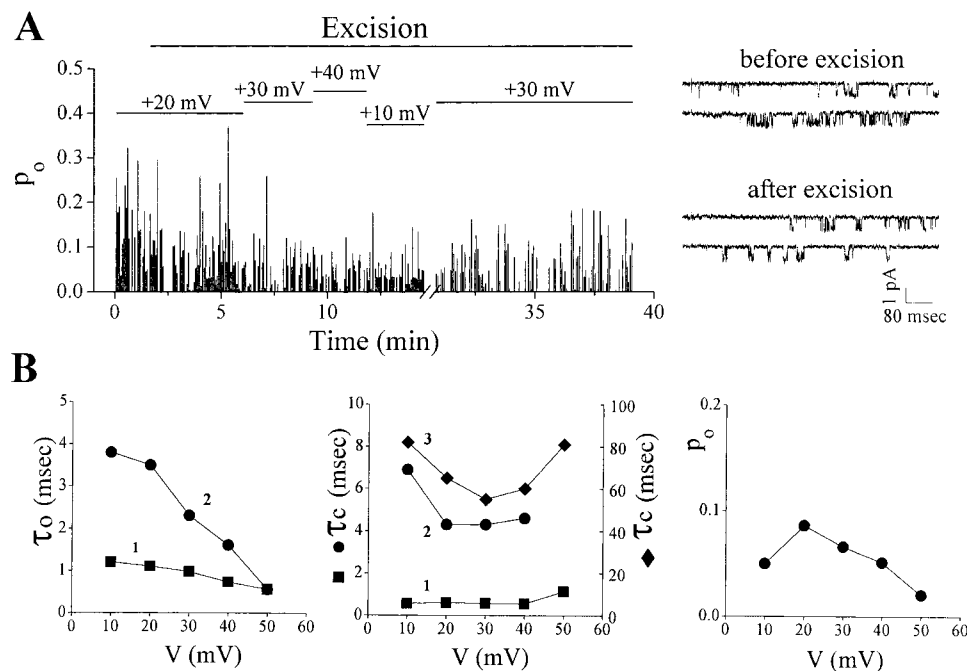 A
Excision
+20 mV
+30 mV
+40 mV
+10 mV
+30 mV
0.5
0.4
0.3
0.2
0.1
0.0
p_o
0 5 10 35 40
Time (min)
before excision
after excision
1 pA
80 msec
B
5
4
3
2
1
0
τo (msec)
2
1
0 10 20 30 40 50 60
V (mV)
10
8
6
4
2
0
τc (msec)
3
2
1
100
80
60
40
20
0
τc (msec)
0 10 20 30 40 50 60
V (mV)
0.2
0.1
0.0
p_o
0 10 20 30 40 50 60
V (mV)